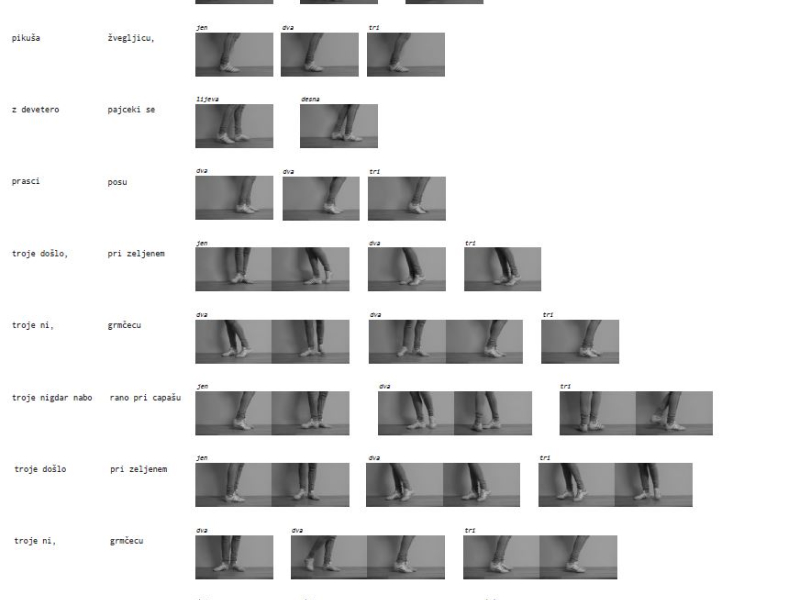 jen dva tri
pikuša žvegljicu,
lijeva desna
z devetero pajceki se
dva dva tri
prasci posu
jen dva tri
troje došlo, pri zeljenem
dva dva tri
troje ni, grmčecu
jen dva tri
troje nigdar nabo rano pri capašu
jen dva tri
troje došlo pri zeljenem
dva dva tri
troje ni, grmčecu